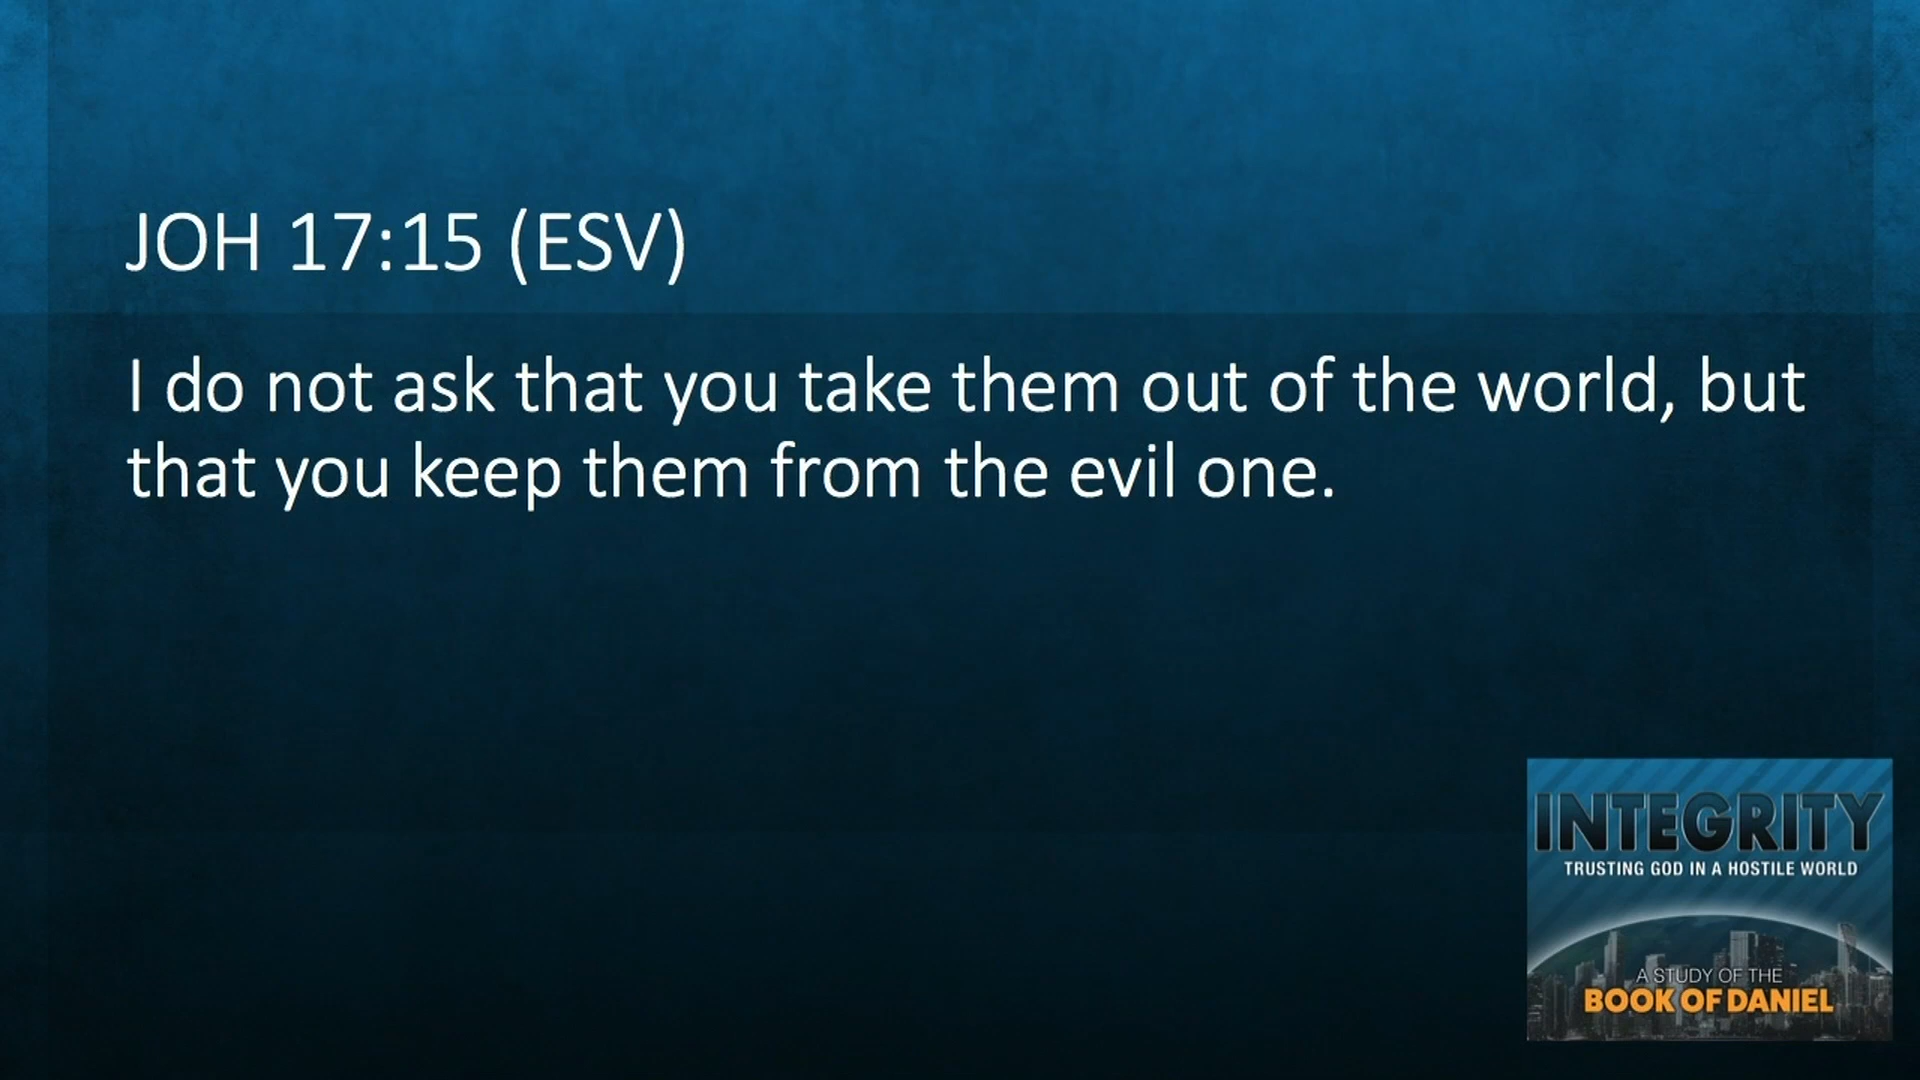 JOH 17:15 (ESV)
I do not ask that you take them out of the world, but
that you keep them from the evil one.
INTEGRITY
TRUSTING GOD IN A HOSTILE WORLD
A STUDY OF THE
BOOK OF DANIEL